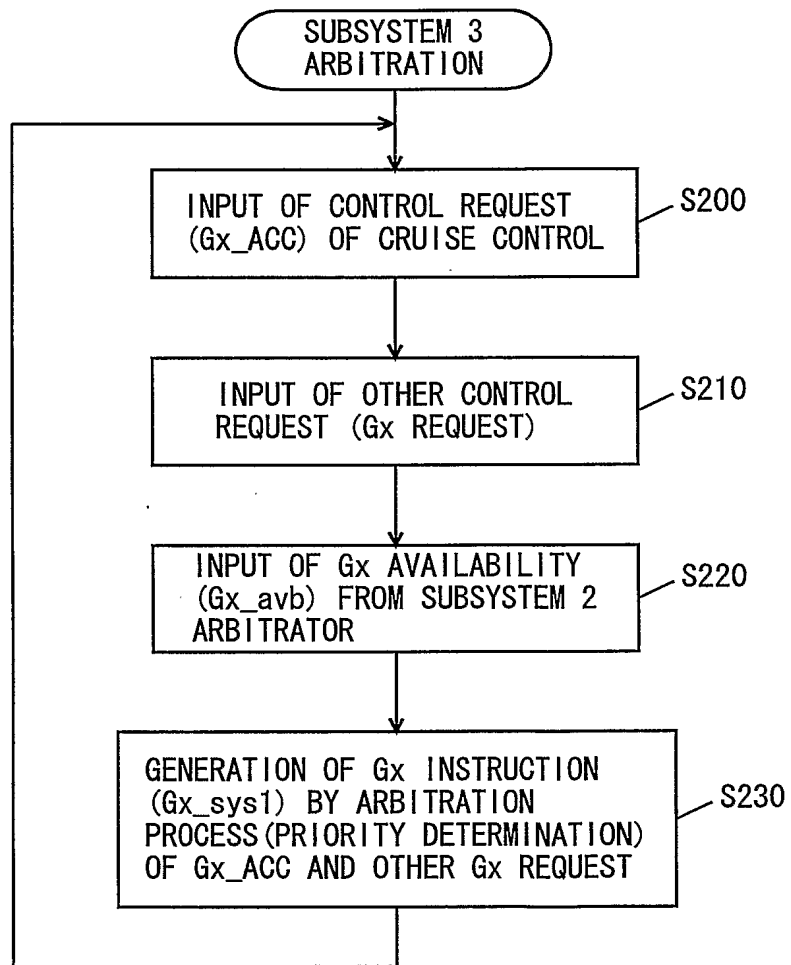 SUBSYSTEM 3
ARBITRATION
INPUT OF CONTROL REQUEST
(Gx_ACC) OF CRUISE CONTROL
S200
INPUT OF OTHER CONTROL
REQUEST (Gx REQUEST)
S210
INPUT OF Gx AVAILABILITY
(Gx_avb) FROM SUBSYSTEM 2
ARBITRATOR
S220
GENERATION OF Gx INSTRUCTION
(Gx_sys1) BY ARBITRATION
PROCESS(PRIORITY DETERMINATION)
OF Gx_ACC AND OTHER Gx REQUEST
S230